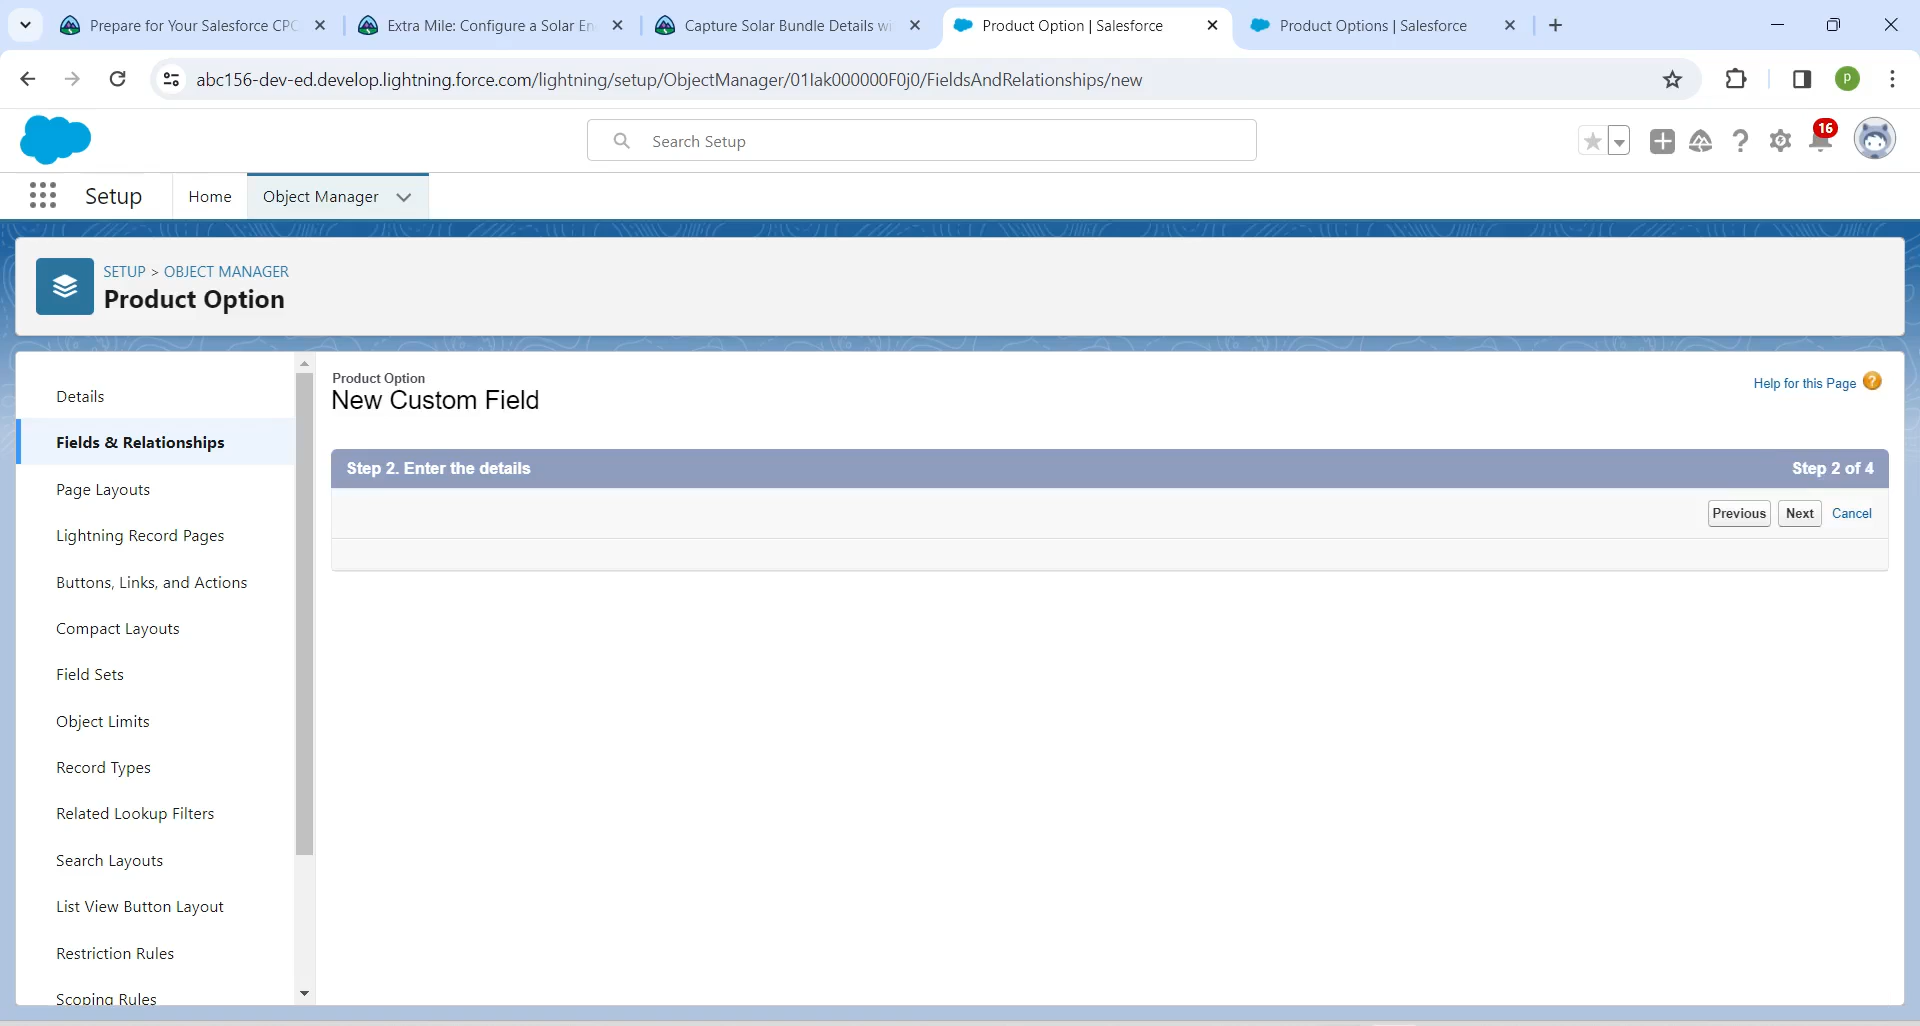 Prepare for Your Salesforce CPC
Extra Mile: Configure a Solar En
Capture Solar Bundle Details wi
Product Option | Salesforce
Product Options | Salesforce
abc156-dev-ed.develop.lightning.force.com/lightning/setup/ObjectManager/01Iak000000F0j0/FieldsAndRelationships/new
P
Search Setup
16
Setup
Home
Object Manager
SETUP > OBJECT MANAGER
Product Option
Details
Fields & Relationships
Page Layouts
Lightning Record Pages
Buttons, Links, and Actions
Compact Layouts
Field Sets
Object Limits
Record Types
Related Lookup Filters
Search Layouts
List View Button Layout
Restriction Rules
Scoping Rules
Product Option
New Custom Field
Help for this Page
Step 2. Enter the details
Step 2 of 4
Previous
Next
Cancel